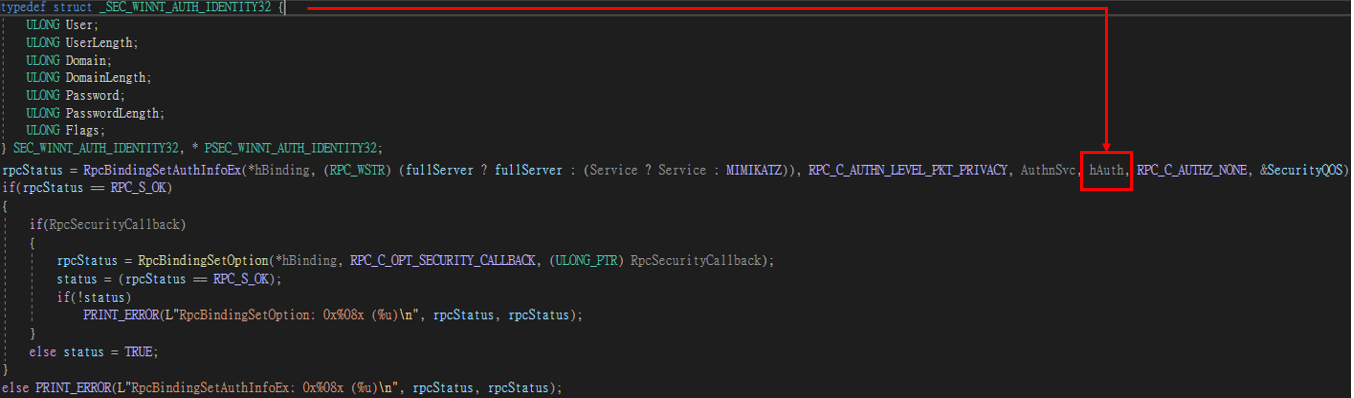 typedef struct _SEC_WINNT_AUTH_IDENTITY32 {
ULONG User;
ULONG UserLength;
ULONG Domain;
ULONG DomainLength;
ULONG Password;
ULONG PasswordLength;
ULONG Flags;
} SEC_WINNT_AUTH_IDENTITY32, * PSEC_WINNT_AUTH_IDENTITY32;
rpcStatus = RpcBindingSetAuthInfoEx(*hBinding, (RPC_WSTR) (fullServer ? fullServer : (Service ? Service : MIMIKATZ)), RPC_C_AUTHN_LEVEL_PKT_PRIVACY, AuthnSvc, hAuth, RPC_C_AUTHZ_NONE, &SecurityQOS)
if(rpcStatus == RPC_S_OK)
{
if(RpcSecurityCallback)
{
rpcStatus = RpcBindingSetOption(*hBinding, RPC_C_OPT_SECURITY_CALLBACK, (ULONG_PTR) RpcSecurityCallback);
status = (rpcStatus == RPC_S_OK);
if(!status)
PRINT_ERROR(L"RpcBindingSetOption: 0x%08x (%u)\n", rpcStatus, rpcStatus);
}
else status = TRUE;
}
else PRINT_ERROR(L"RpcBindingSetAuthInfoEx: 0x%08x (%u)\n", rpcStatus, rpcStatus);